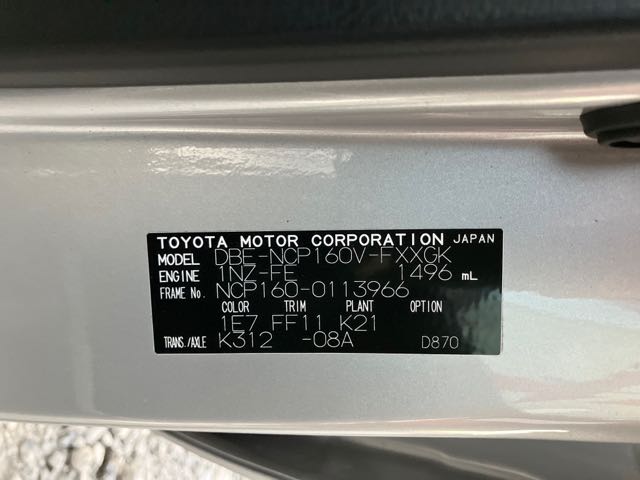 TOYOTA MOTOR CORPORATION JAPAN
MODEL DBE-NCP160V-FXXGK
ENGINE 1NZ-FE 1496 mL
FRAME No. NCP160-0113966
COLOR TRIM PLANT OPTION
1E7 FF11 K21
TRANS./AXLE K312 -08A D870